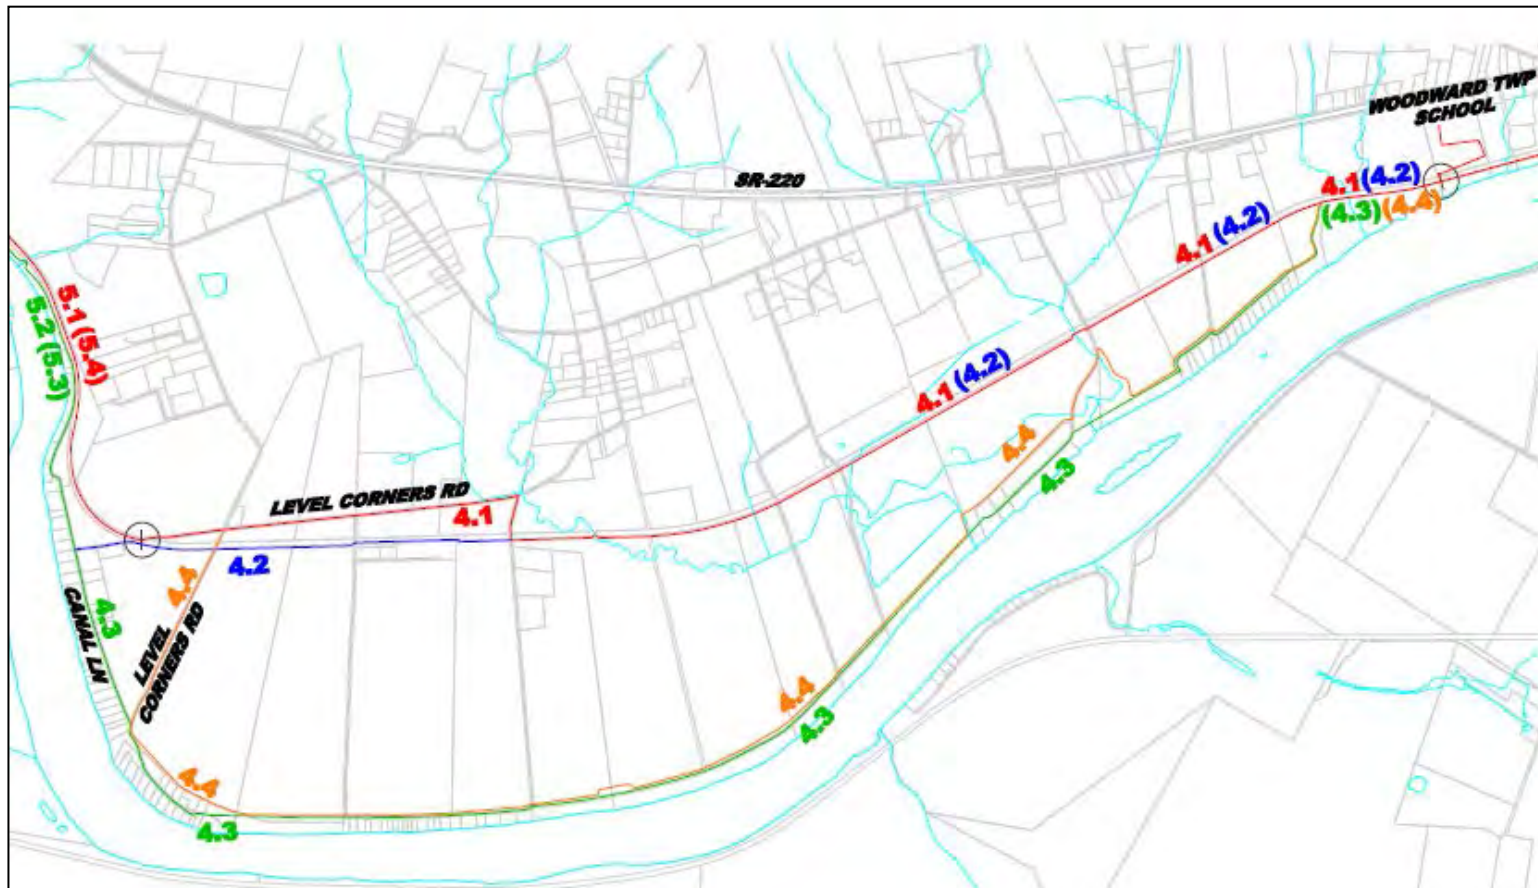 WOODWARD TWP
SCHOOL
SR-220
4.1(4.2)
(4.3)(4.4)
4.1(4.2)
5.1(5.4)
5.2(5.3)
4.1(4.2)
4.4
4.3
LEVEL CORNERS RD
4.1
4.2
4.4
4.3
CANAL LN
LEVEL
CORNERS RD
4.4
4.3
4.4
4.3